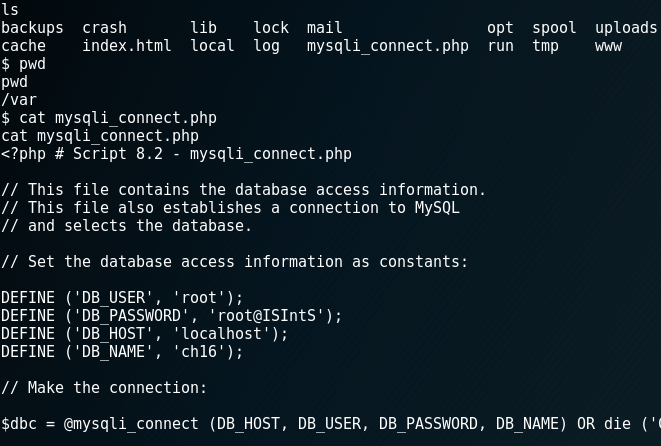 ls
backups  crash       lib    lock  mail                opt  spool  uploads
cache    index.html  local  log   mysqli_connect.php  run  tmp    www
$ pwd
pwd
/var
$ cat mysqli_connect.php
cat mysqli_connect.php
<?php # Script 8.2 - mysqli_connect.php
// This file contains the database access information.
// This file also establishes a connection to MySQL
// and selects the database.
// Set the database access information as constants:
DEFINE ('DB_USER', 'root');
DEFINE ('DB_PASSWORD', 'root@ISIntS');
DEFINE ('DB_HOST', 'localhost');
DEFINE ('DB_NAME', 'ch16');
// Make the connection:
$dbc = @mysqli_connect (DB_HOST, DB_USER, DB_PASSWORD, DB_NAME) OR die ('